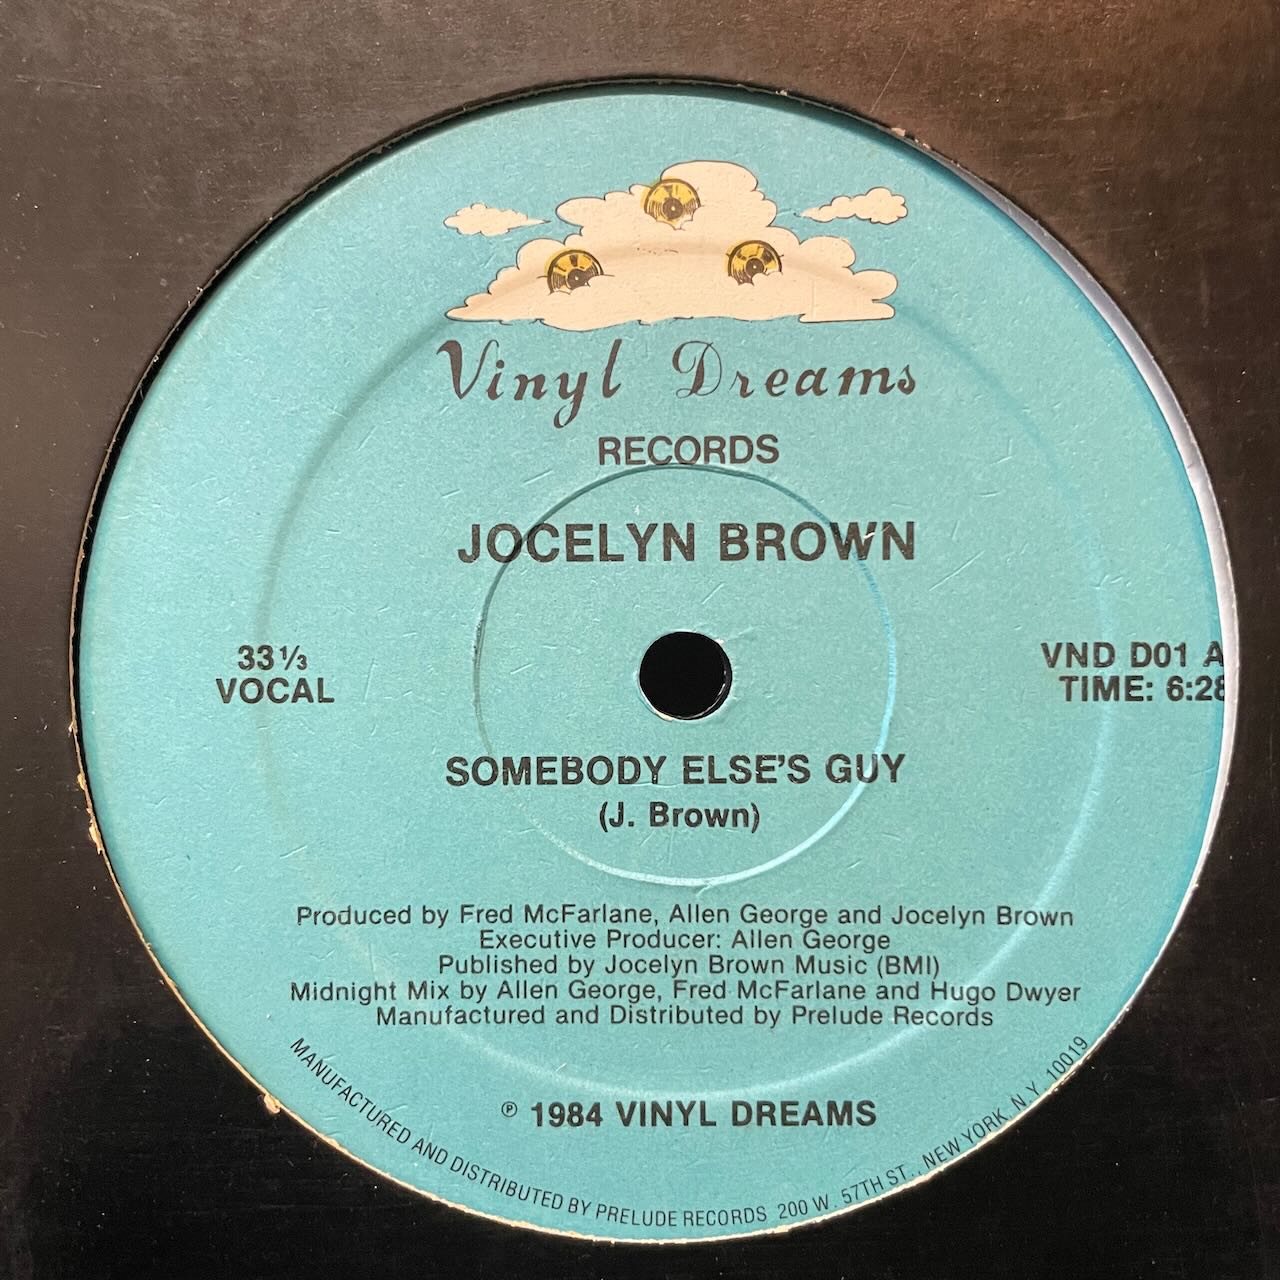 Vinyl Dreams
RECORDS
JOCELYN BROWN
33⅓
VOCAL
VND D01 A
TIME: 6:28
SOMEBODY ELSE'S GUY
(J. Brown)
Produced by Fred McFarlane, Allen George and Jocelyn Brown
Executive Producer: Allen George
Published by Jocelyn Brown Music (BMI)
Midnight Mix by Allen George, Fred McFarlane and Hugo Dwyer
Manufactured and Distributed by Prelude Records
℗ 1984 VINYL DREAMS
MANUFACTURED AND DISTRIBUTED BY PRELUDE RECORDS 200 W. 57TH ST., NEW YORK, N.Y. 10019